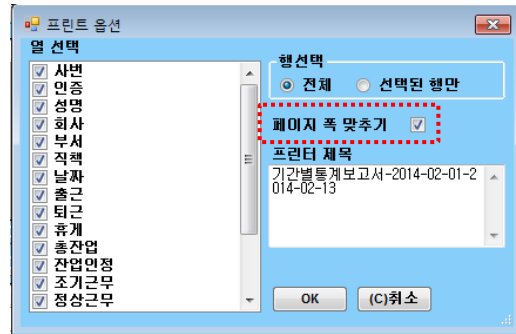 프린트 옵션
열 선택
사번
인증
성명
회사
부서
직책
날짜
출근
퇴근
휴게
총잔업
잔업인정
조기근무
정상근무
행선택
전체
선택된 행만
페이지 폭 맞추기
프린터 제목
기간별통계보고서-2014-02-01-2
014-02-13
OK
(C)취소